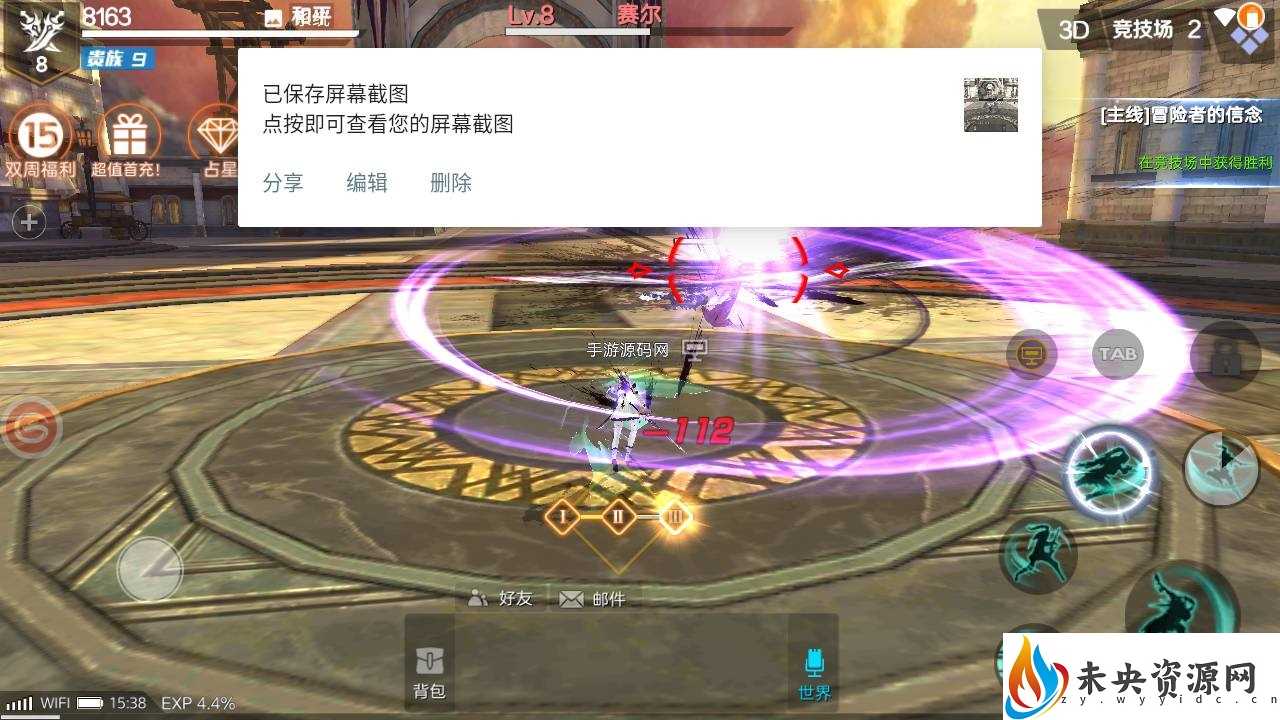 8163
和平
Lv.8
赛尔
3D
竞技场 2
8
贵族 9
已保存屏幕截图
点按即可查看您的屏幕截图
分享
编辑
删除
15
双周福利
超值首充!
占星
[主线]冒险者的信念
在竞技场中获得胜利
手游源码网
TAB
-112
I
II
III
好友
邮件
背包
世界
WIFI
15:38
EXP 4.4%
未央资源网
zy.wyyidc.cn